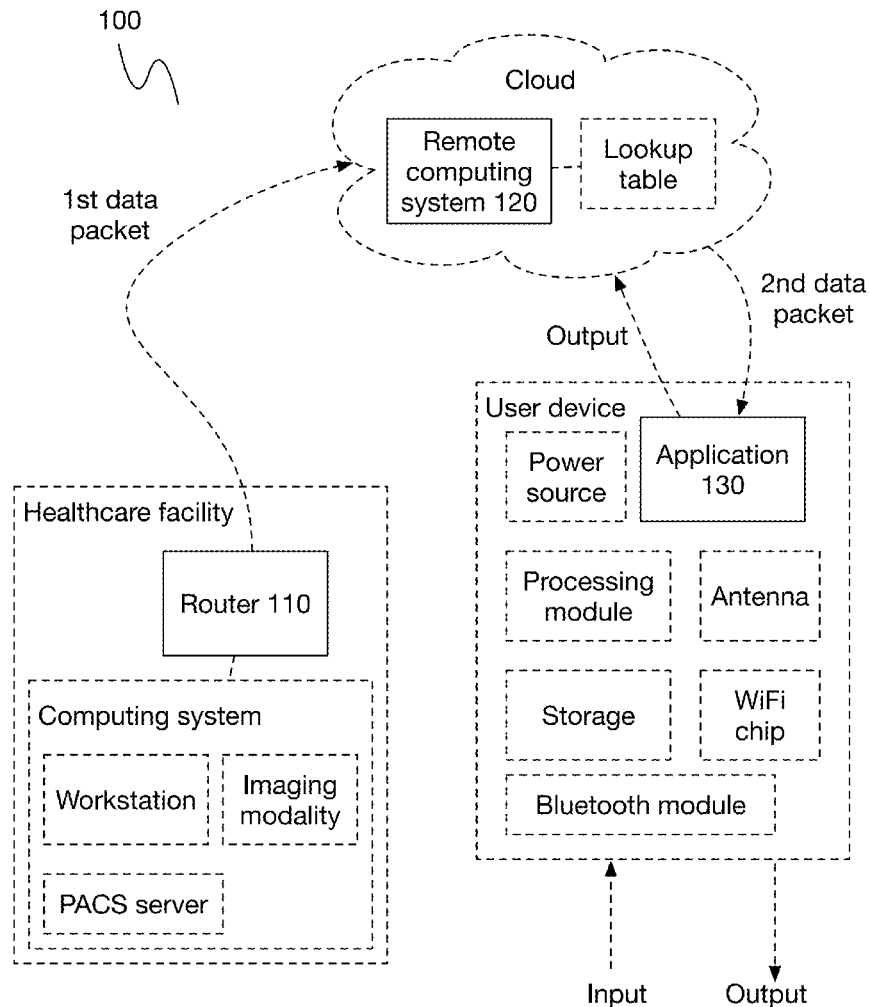 100
Cloud
Remote
computing
system 120
Lookup
table
1st data
packet
2nd data
packet
Output
User device
Power
source
Application
130
Healthcare facility
Router 110
Processing
module
Antenna
Computing system
Storage
WiFi
chip
Workstation
Imaging
modality
Bluetooth module
PACS server
Input
Output